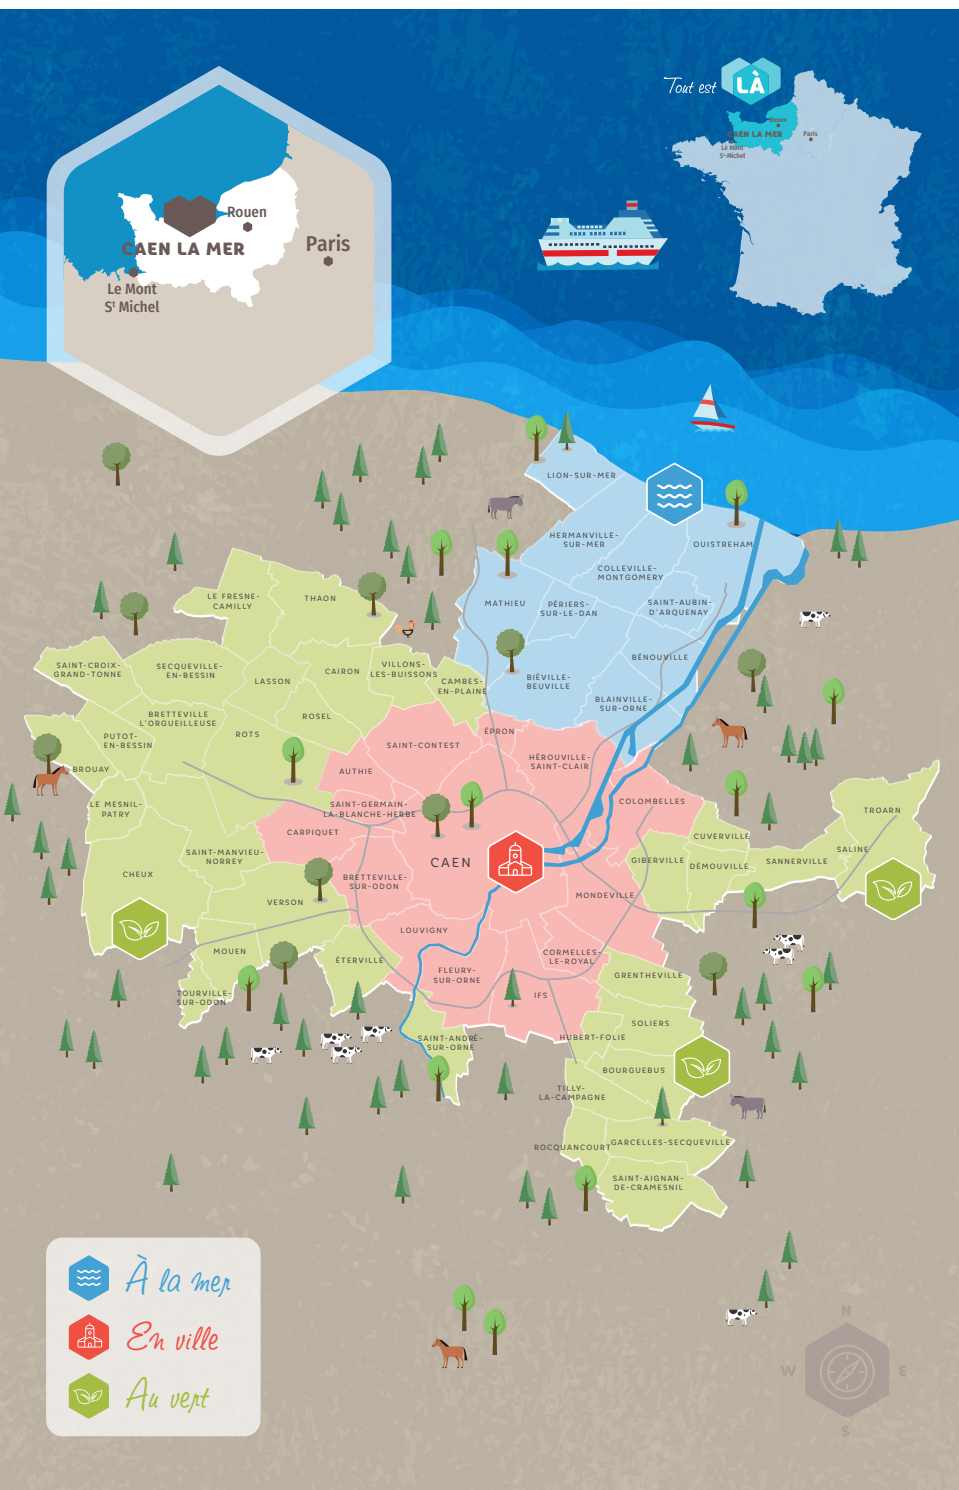 Tout est LÀ
Rouen
CAEN LA MER
Paris
Le Mont
Sᵗ-Michel
Rouen
CAEN LA MER
Paris
Le Mont
Sᵗ Michel
LION-SUR-MER
HERMANVILLE-
SUR-MER
OUISTREHAM
COLLEVILLE-
MONTGOMERY
MATHIEU
PÉRIERS-
SUR-LE-DAN
SAINT-AUBIN-
D'ARQUENAY
LE FRESNE-
CAMILLY
THAON
BÉNOUVILLE
SAINT-CROIX-
GRAND-TONNE
SECQUEVILLE-
EN-BESSIN
LASSON
CAIRON
VILLONS-
LES-BUISSONS
CAMBES-
EN-PLAINE
BIÉVILLE-
BEUVILLE
BLAINVILLE-
SUR-ORNE
BRETTEVILLE
L'ORGUEILLEUSE
ROSEL
PUTOT-
EN-BESSIN
ROTS
ÉPRON
SAINT-CONTEST
HÉROUVILLE-
SAINT-CLAIR
BROUAY
AUTHIE
LE MESNIL-
PATRY
SAINT-GERMAIN-
LA-BLANCHE-HERBE
COLOMBELLES
TROARN
CARPIQUET
CUVERVILLE
SALINE
SAINT-MANVIEU-
NORREY
CAEN
GIBERVILLE
DÉMOUVILLE
SANNERVILLE
CHEUX
BRETTEVILLE-
SUR-ODON
MONDEVILLE
VERSON
LOUVIGNY
MOUEN
ÉTERVILLE
CORMELLES-
LE-ROYAL
FLEURY-
SUR-ORNE
GRENTHEVILLE
TOURVILLE-
SUR-ODON
IFS
SOLIERS
SAINT-ANDRÉ-
SUR-ORNE
HUBERT-FOLIE
BOURGUEBUS
TILLY-
LA-CAMPAGNE
ROCQUANCOURT
GARCELLES-SECQUEVILLE
SAINT-AIGNAN-
DE-CRAMESNIL
À la mer
En ville
Au vert
N
W
E
S